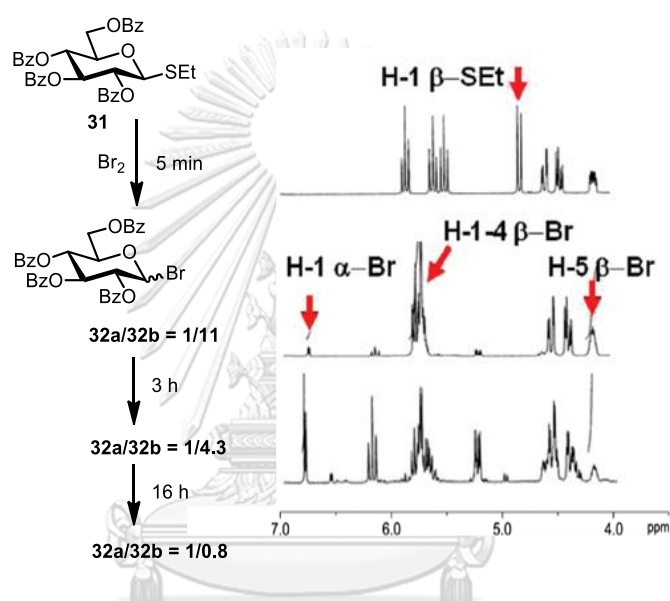 OBz
BzO
BzO
O
BzO
SEt
31
Br₂
5 min
OBz
BzO
BzO
O
BzO
Br
32a/32b = 1/11
3 h
32a/32b = 1/4.3
16 h
32a/32b = 1/0.8
H-1 β–SEt
H-1-4 β–Br
H-1 α–Br
H-5 β–Br
7.0 6.0 5.0 4.0 ppm